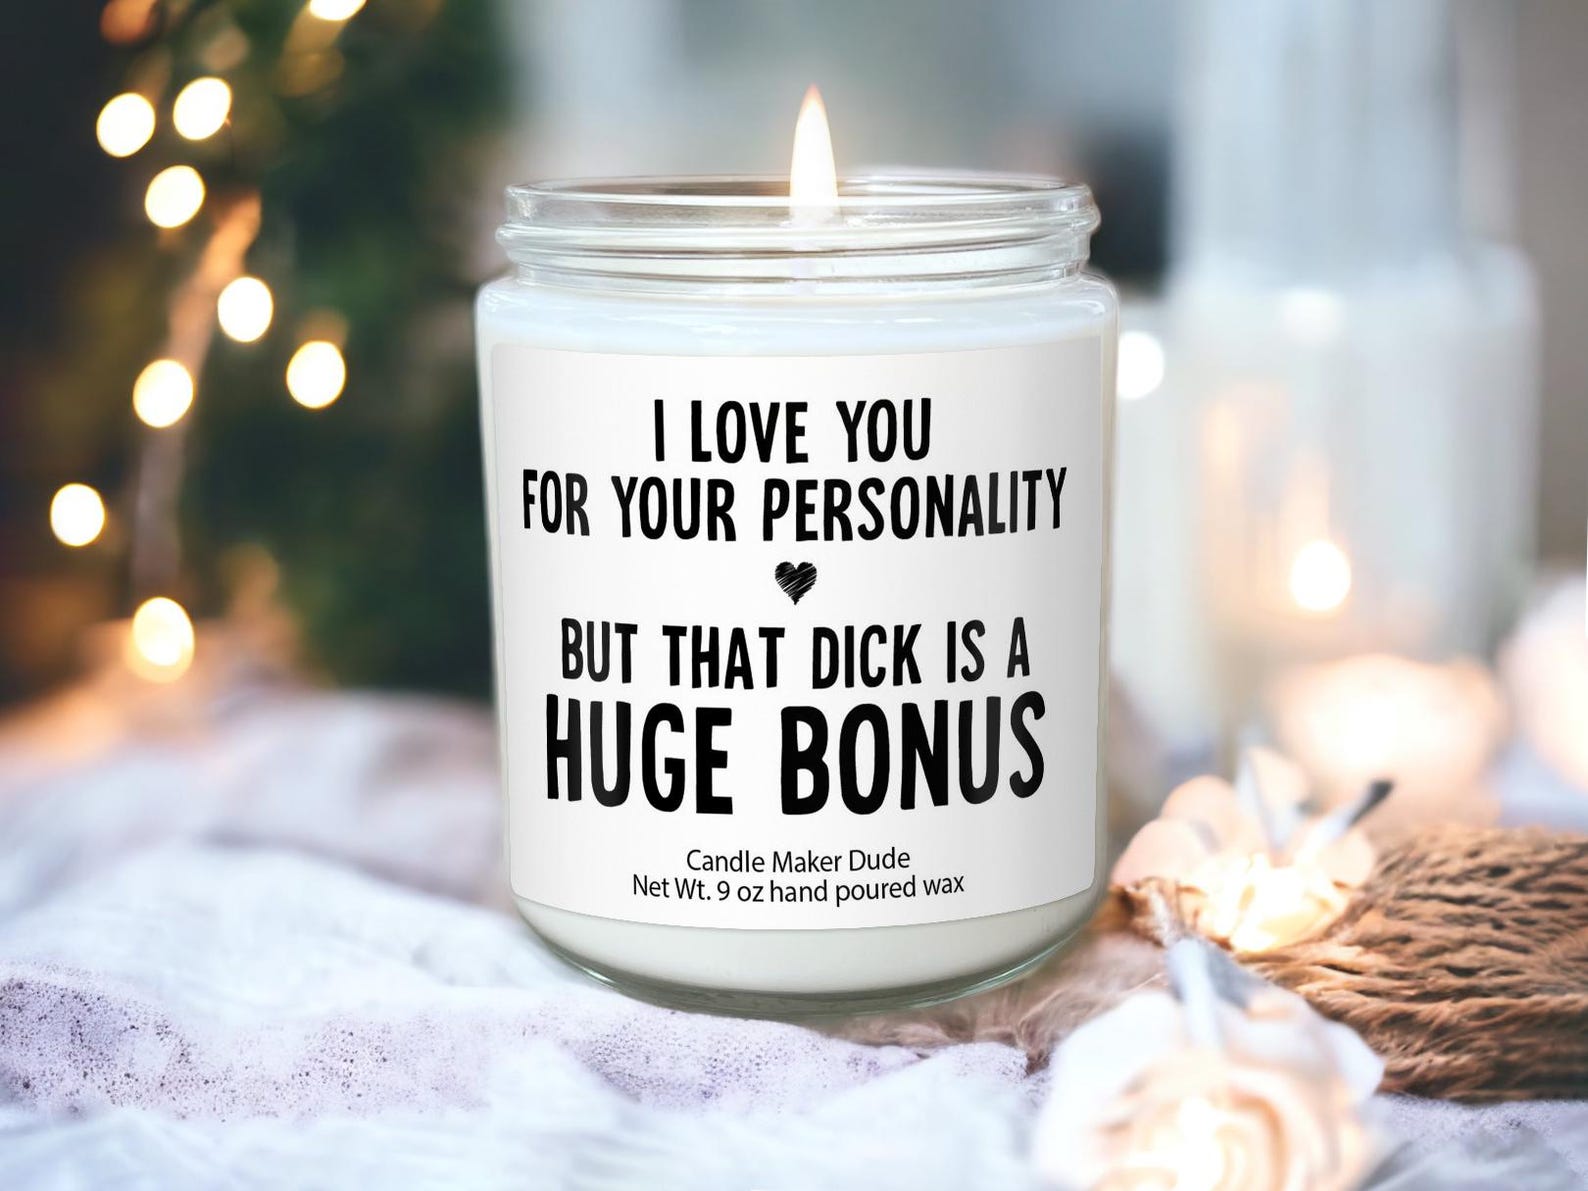 I LOVE YOU
FOR YOUR PERSONALITY
BUT THAT DICK IS A
HUGE BONUS
Candle Maker Dude
Net Wt. 9 oz hand poured wax